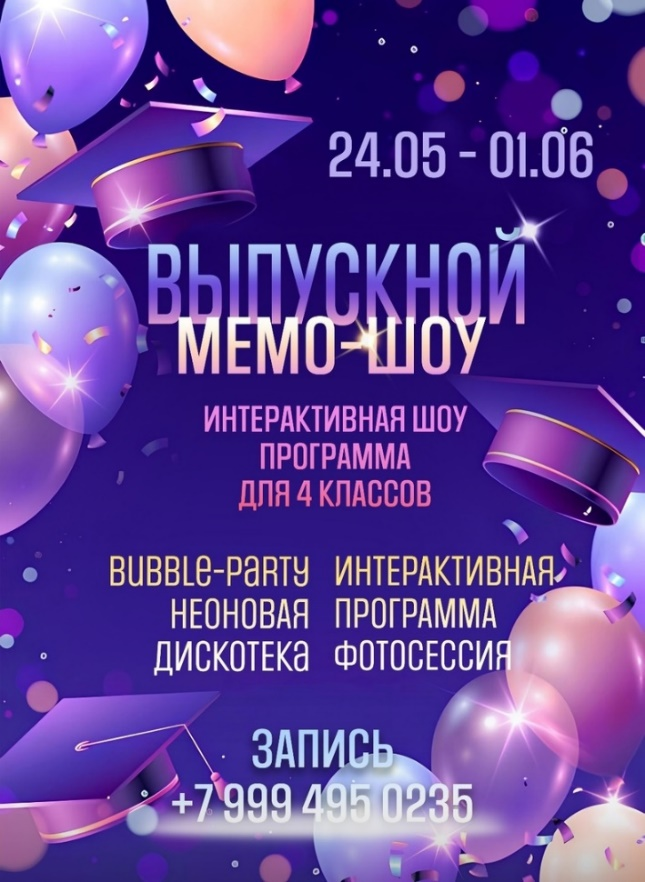 24.05 - 01.06
ВЫПУСКНОЙ
МЕМО-ШОУ
ИНТЕРАКТИВНАЯ ШОУ
ПРОГРАММА
ДЛЯ 4 КЛАССОВ
BUBBLE-PARTY
НЕОНОВАЯ
ДИСКОТЕКА
ИНТЕРАКТИВНАЯ
ПРОГРАММА
ФОТОСЕССИЯ
ЗАПИСЬ
+7 999 495 0235